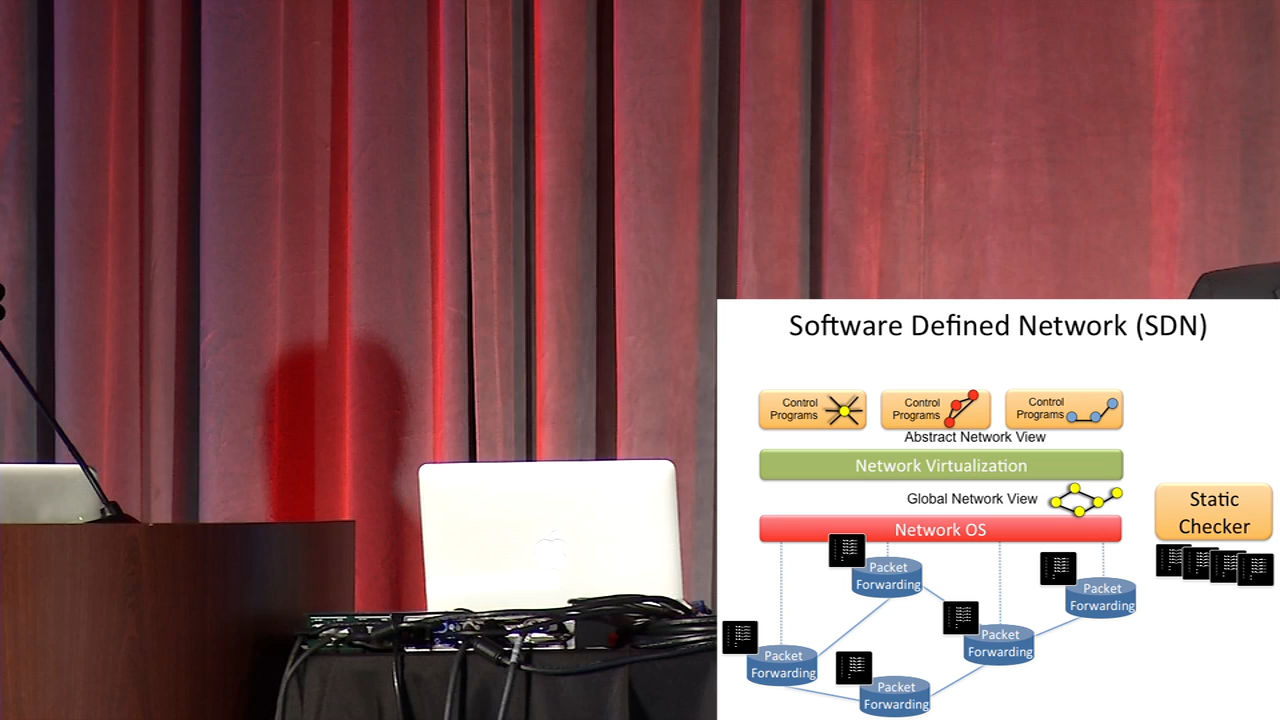 Software Defined Network (SDN)
Control
Programs
Control
Programs
Control
Programs
Abstract Network View
Network Virtualization
Global Network View
Static
Checker
Network OS
Packet
Forwarding
Packet
Forwarding
Packet
Forwarding
Packet
Forwarding
Packet
Forwarding